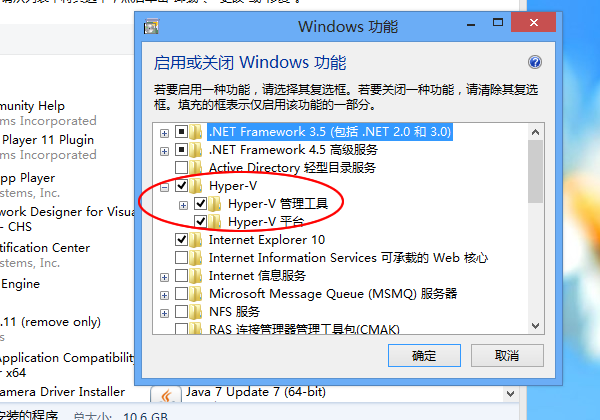 Windows 功能
启用或关闭 Windows 功能
若要启用一种功能，请选择其复选框。若要关闭一种功能，请清除其复选
框。填充的框表示仅启用该功能的一部分。
.NET Framework 3.5 (包括 .NET 2.0 和 3.0)
.NET Framework 4.5 高级服务
Active Directory 轻型目录服务
Hyper-V
Hyper-V 管理工具
Hyper-V 平台
Internet Explorer 10
Internet Information Services 可承载的 Web 核心
Internet 信息服务
Microsoft Message Queue (MSMQ) 服务器
NFS 服务
RAS 连接管理器管理工具包(CMAK)
确定
取消
munity Help
ms Incorporated
Player 11 Plugin
ms Incorporated
pp Player
stems, Inc.
work Designer for Visua
- CHS
tification Center
stems, Inc.
Engine
.11 (remove only)
Application Compatibility
r x64
amera Driver Installer
Java 7 Update 7 (64-bit)
安装的程序
总大小: 10.6 GB